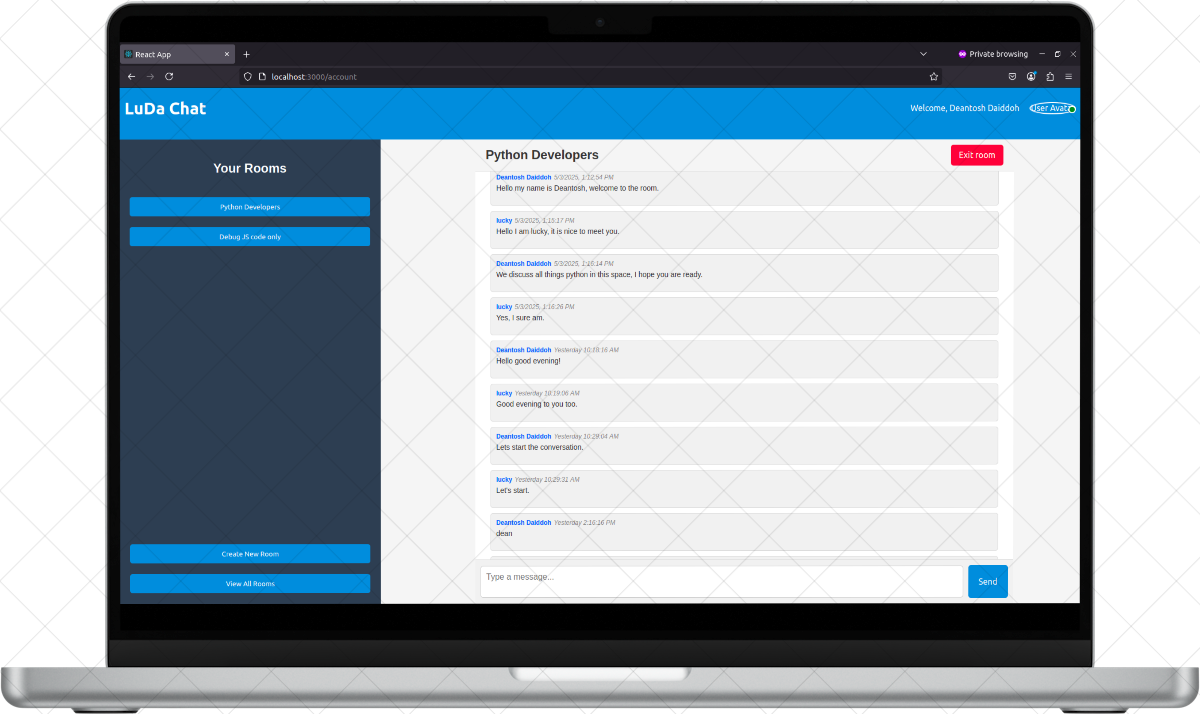 React App
Private browsing
localhost:3000/account
LuDa Chat
Welcome, Deantosh Daiddoh
User Avata
Your Rooms
Python Developers
Debug JS code only
Create New Room
View All Rooms
Python Developers
Exit room
Deantosh Daiddoh 5/3/2025, 1:12:54 PM
Hello my name is Deantosh, welcome to the room.
lucky 5/3/2025, 1:15:17 PM
Hello I am lucky, it is nice to meet you.
Deantosh Daiddoh 5/3/2025, 1:16:14 PM
We discuss all things python in this space, I hope you are ready.
lucky 5/3/2025, 1:16:26 PM
Yes, I sure am.
Deantosh Daiddoh Yesterday 10:18:16 AM
Hello good evening!
lucky Yesterday 10:19:06 AM
Good evening to you too.
Deantosh Daiddoh Yesterday 10:29:04 AM
Lets start the conversation.
lucky Yesterday 10:29:31 AM
Let's start.
Deantosh Daiddoh Yesterday 2:16:16 PM
dean
Type a message...
Send